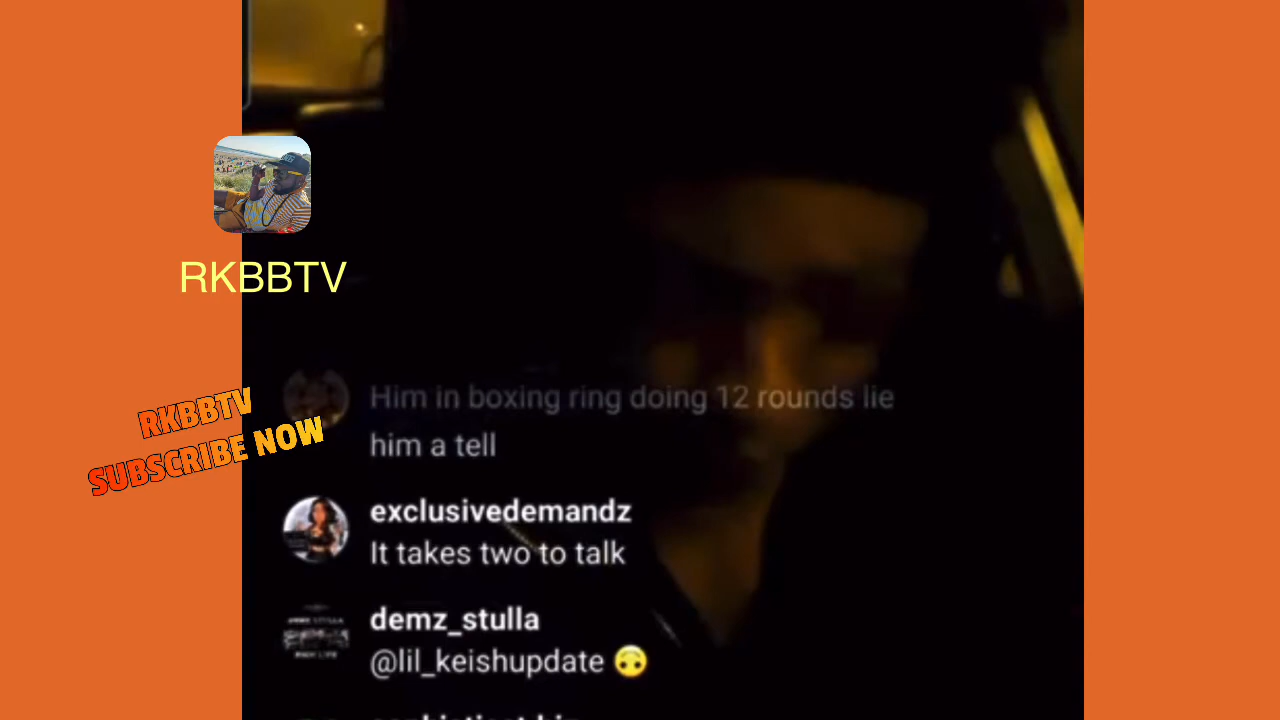 RKBBTV
RKBBTV
SUBSCRIBE NOW
Him in boxing ring doing 12 rounds lie
him a tell
exclusivedemandz
It takes two to talk
demz_stulla
@lil_keishupdate 🙃